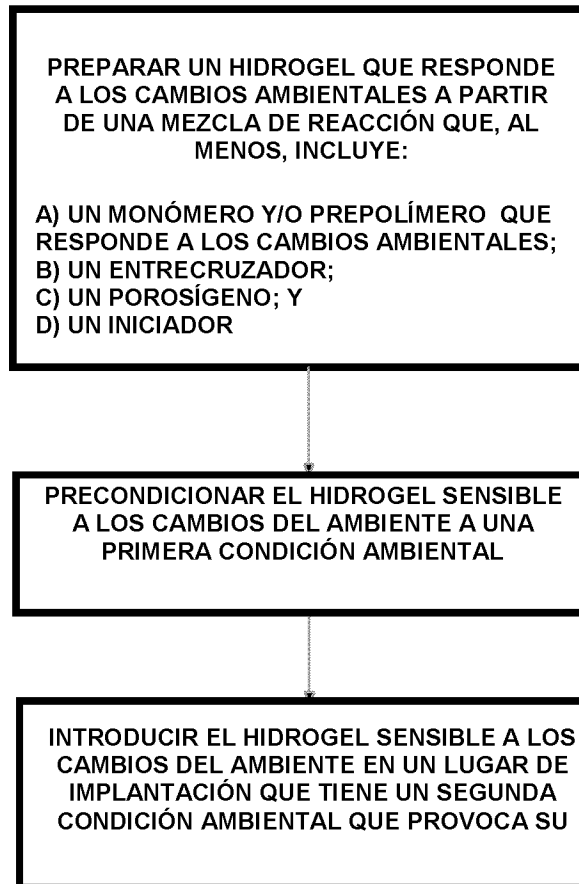 PREPARAR UN HIDROGEL QUE RESPONDE
A LOS CAMBIOS AMBIENTALES A PARTIR
DE UNA MEZCLA DE REACCIÓN QUE, AL
MENOS, INCLUYE:
A) UN MONÓMERO Y/O PREPOLÍMERO QUE
RESPONDE A LOS CAMBIOS AMBIENTALES;
B) UN ENTRECRUZADOR;
C) UN POROSÍGENO; Y
D) UN INICIADOR
PRECONDICIONAR EL HIDROGEL SENSIBLE
A LOS CAMBIOS DEL AMBIENTE A UNA
PRIMERA CONDICIÓN AMBIENTAL
INTRODUCIR EL HIDROGEL SENSIBLE A LOS
CAMBIOS DEL AMBIENTE EN UN LUGAR DE
IMPLANTACIÓN QUE TIENE UN SEGUNDA
CONDICIÓN AMBIENTAL QUE PROVOCA SU